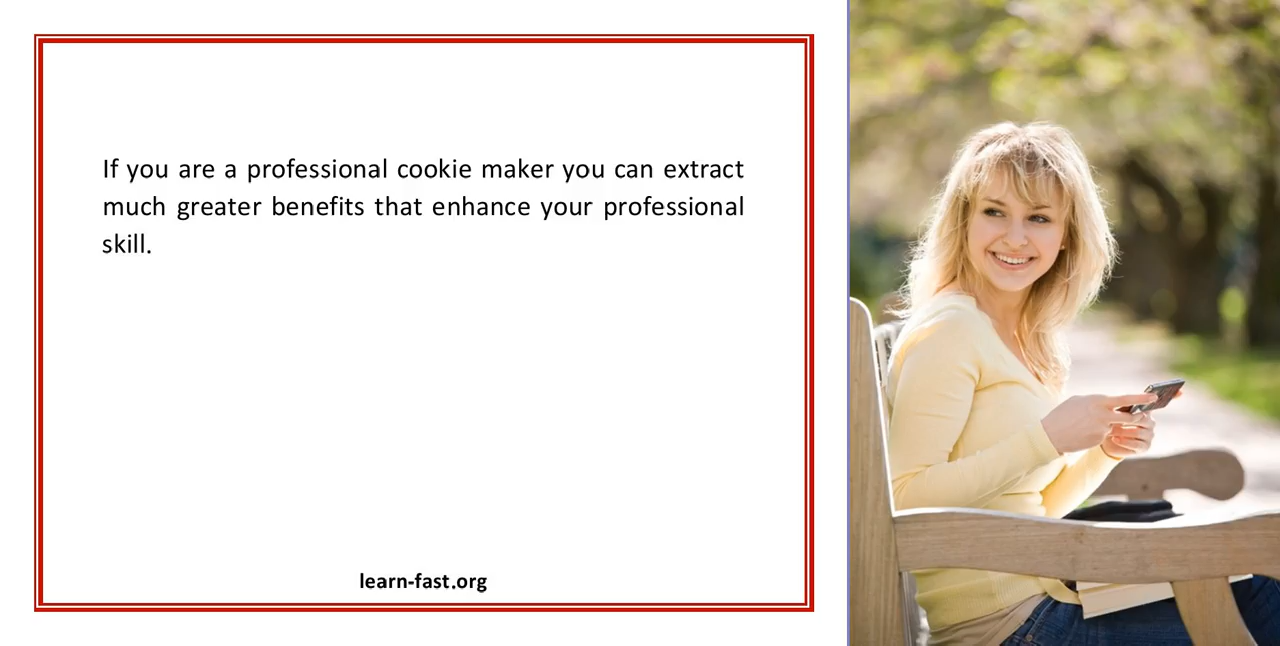 If you are a professional cookie maker you can extract
much greater benefits that enhance your professional
skill.
learn-fast.org